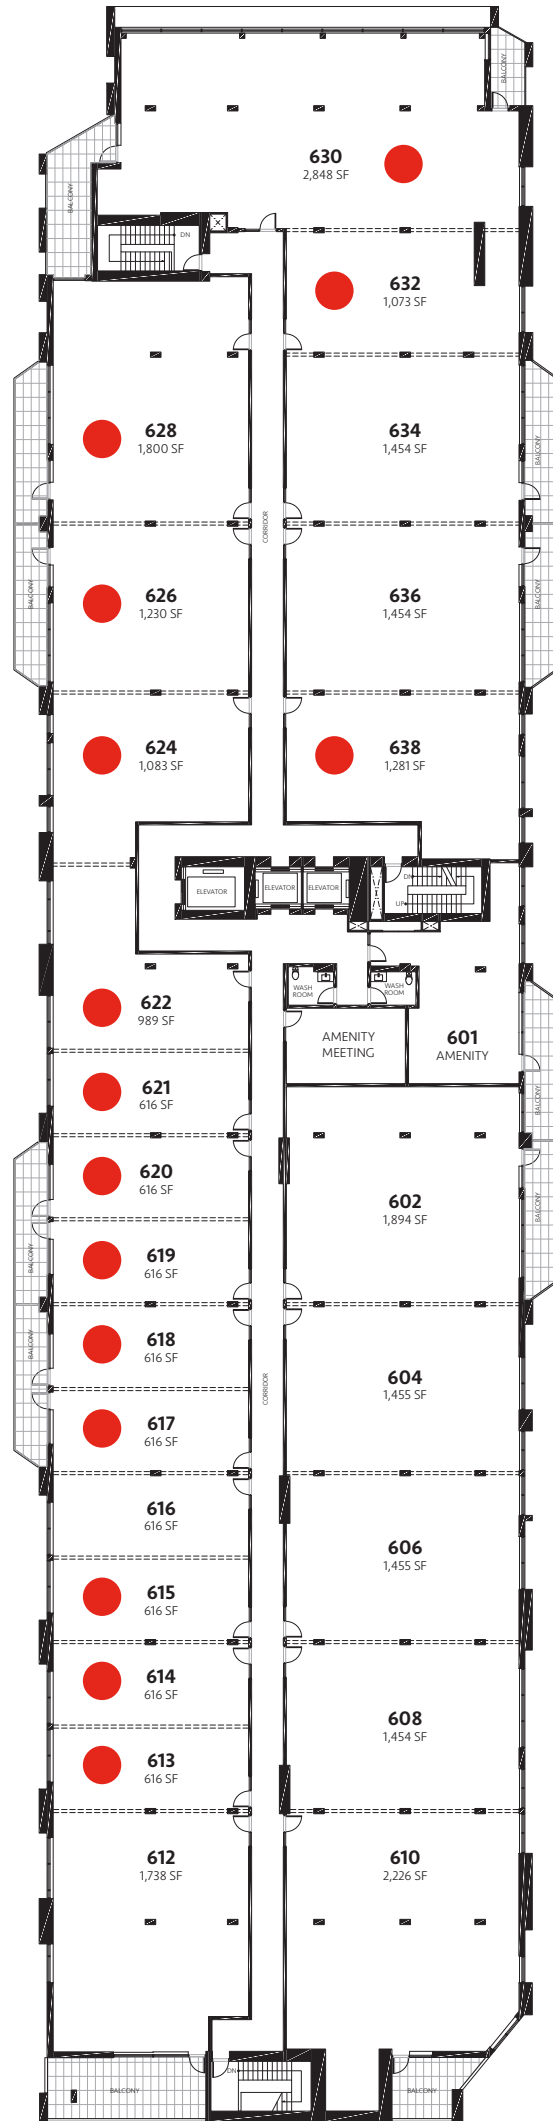 BALCONY
630
2,848 SF
BALCONY
DN
632
1,073 SF
628
1,800 SF
634
1,454 SF
BALCONY
CORRIDOR
626
1,230 SF
636
1,454 SF
BALCONY
BALCONY
624
1,083 SF
638
1,281 SF
ELEVATOR
ELEVATOR
ELEVATOR
DN
UP
622
989 SF
WASH
ROOM
WASH
ROOM
AMENITY
MEETING
601
AMENITY
621
616 SF
BALCONY
620
616 SF
602
1,894 SF
BALCONY
619
616 SF
BALCONY
618
616 SF
BALCONY
604
1,455 SF
CORRIDOR
617
616 SF
616
616 SF
606
1,455 SF
615
616 SF
614
616 SF
608
1,454 SF
613
616 SF
612
1,738 SF
610
2,226 SF
DN
BALCONY
BALCONY